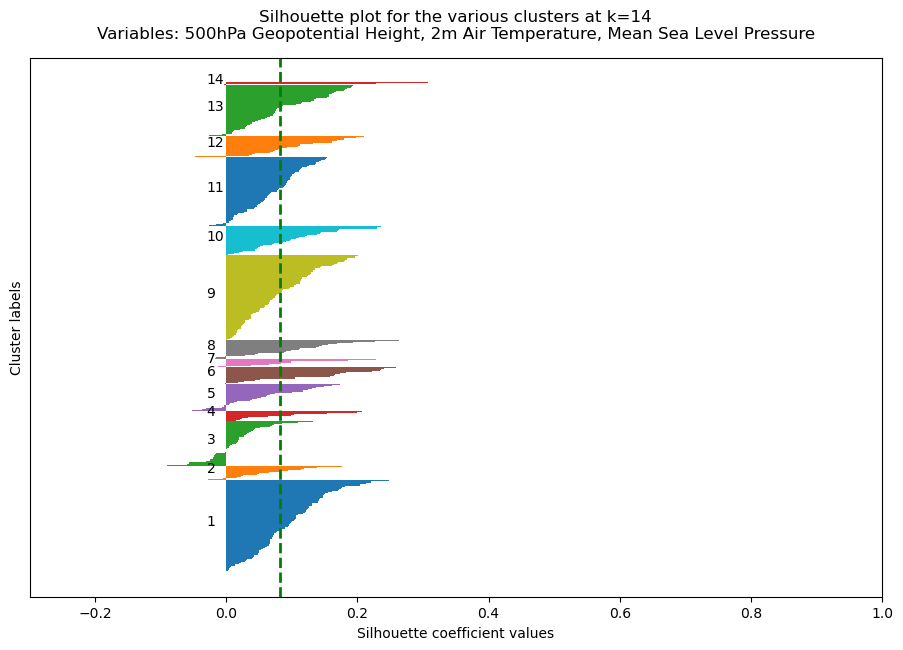 Silhouette plot for the various clusters at k=14
Variables: 500hPa Geopotential Height, 2m Air Temperature, Mean Sea Level Pressure
Cluster labels
14
13
12
11
10
9
8
7
6
5
4
3
2
1
−0.2 0.0 0.2 0.4 0.6 0.8 1.0
Silhouette coefficient values